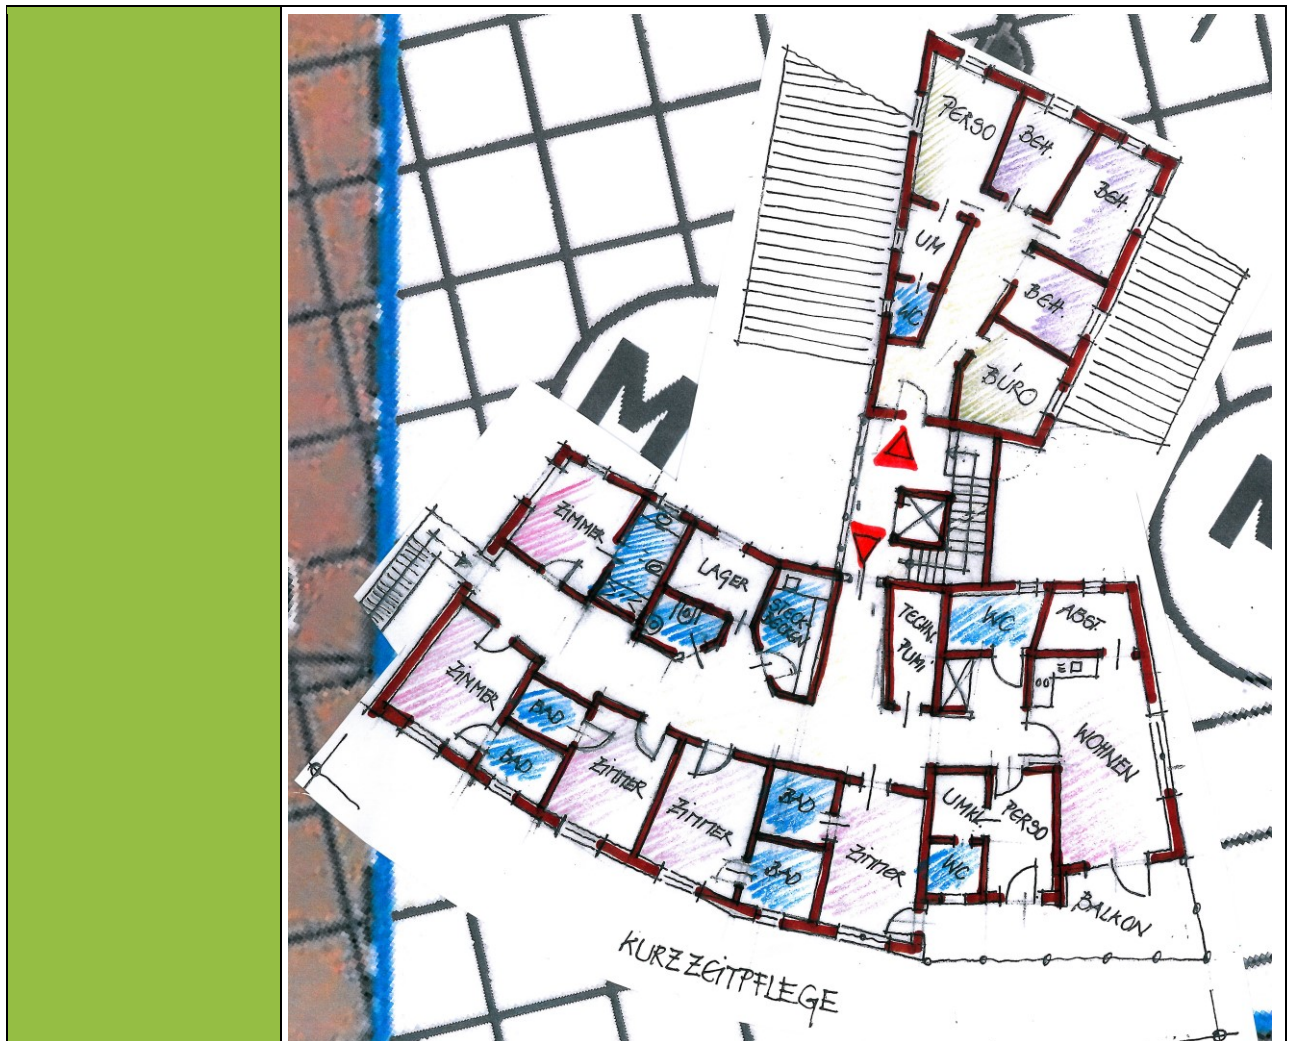 PERSO
BEH.
BEH.
UM
BEH.
WC
BÜRO
M
M
ZIMMER
LAGER
STECK-
BECKEN
TECHN.
PUMI
WC
ABST.
ZIMMER
BAD
BAD
ZIMMER
ZIMMER
BAD
BAD
ZIMMER
UMKL.
PERSO
WC
WOHNEN
BALKON
KURZZEITPFLEGE